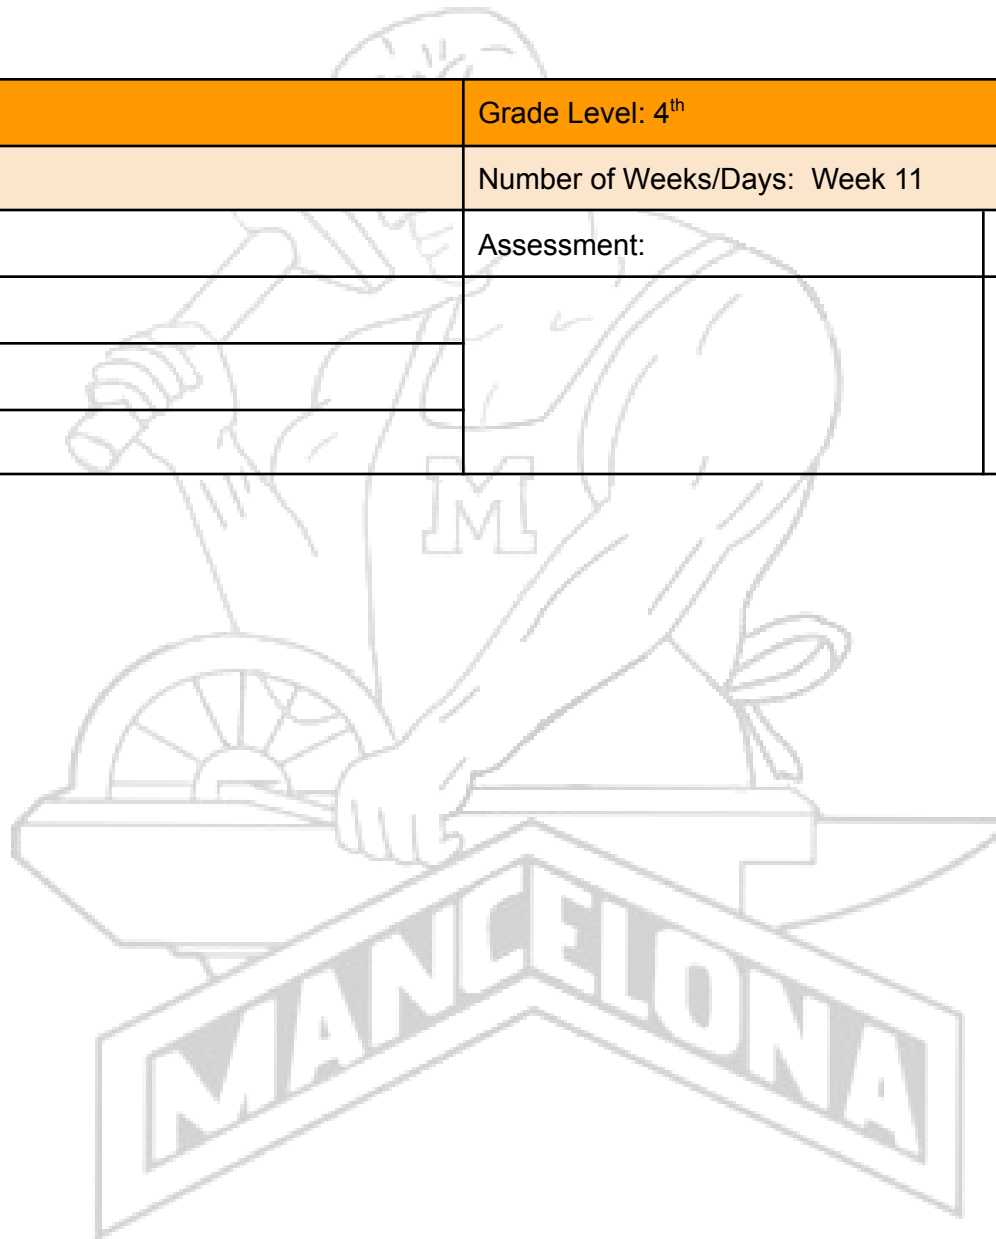 Grade Level: 4th
Number of Weeks/Days: Week 11
Assessment:
M
MANCELONA